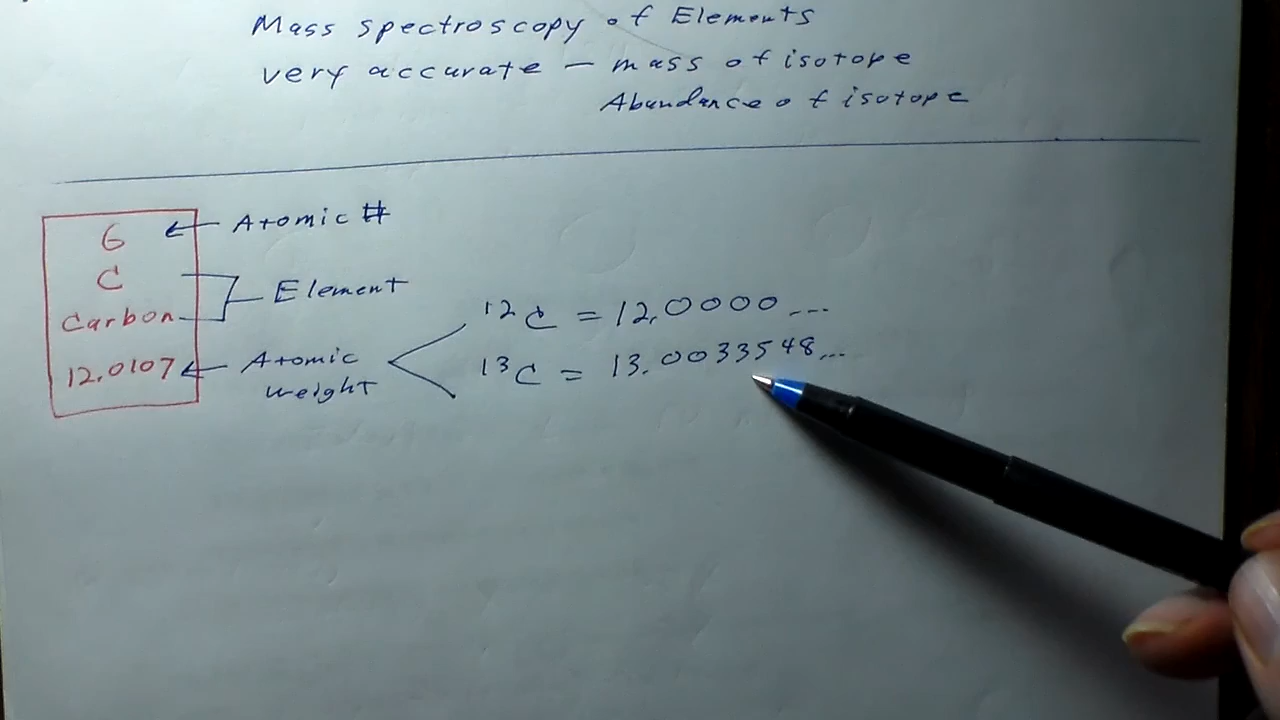 Mass spectroscopy of Elements
very accurate — mass of isotope
Abundance of isotope
6
C
Carbon
12.0107
Atomic #
Element
Atomic
weight
¹²C = 12.0000...
¹³C = 13.0033548...